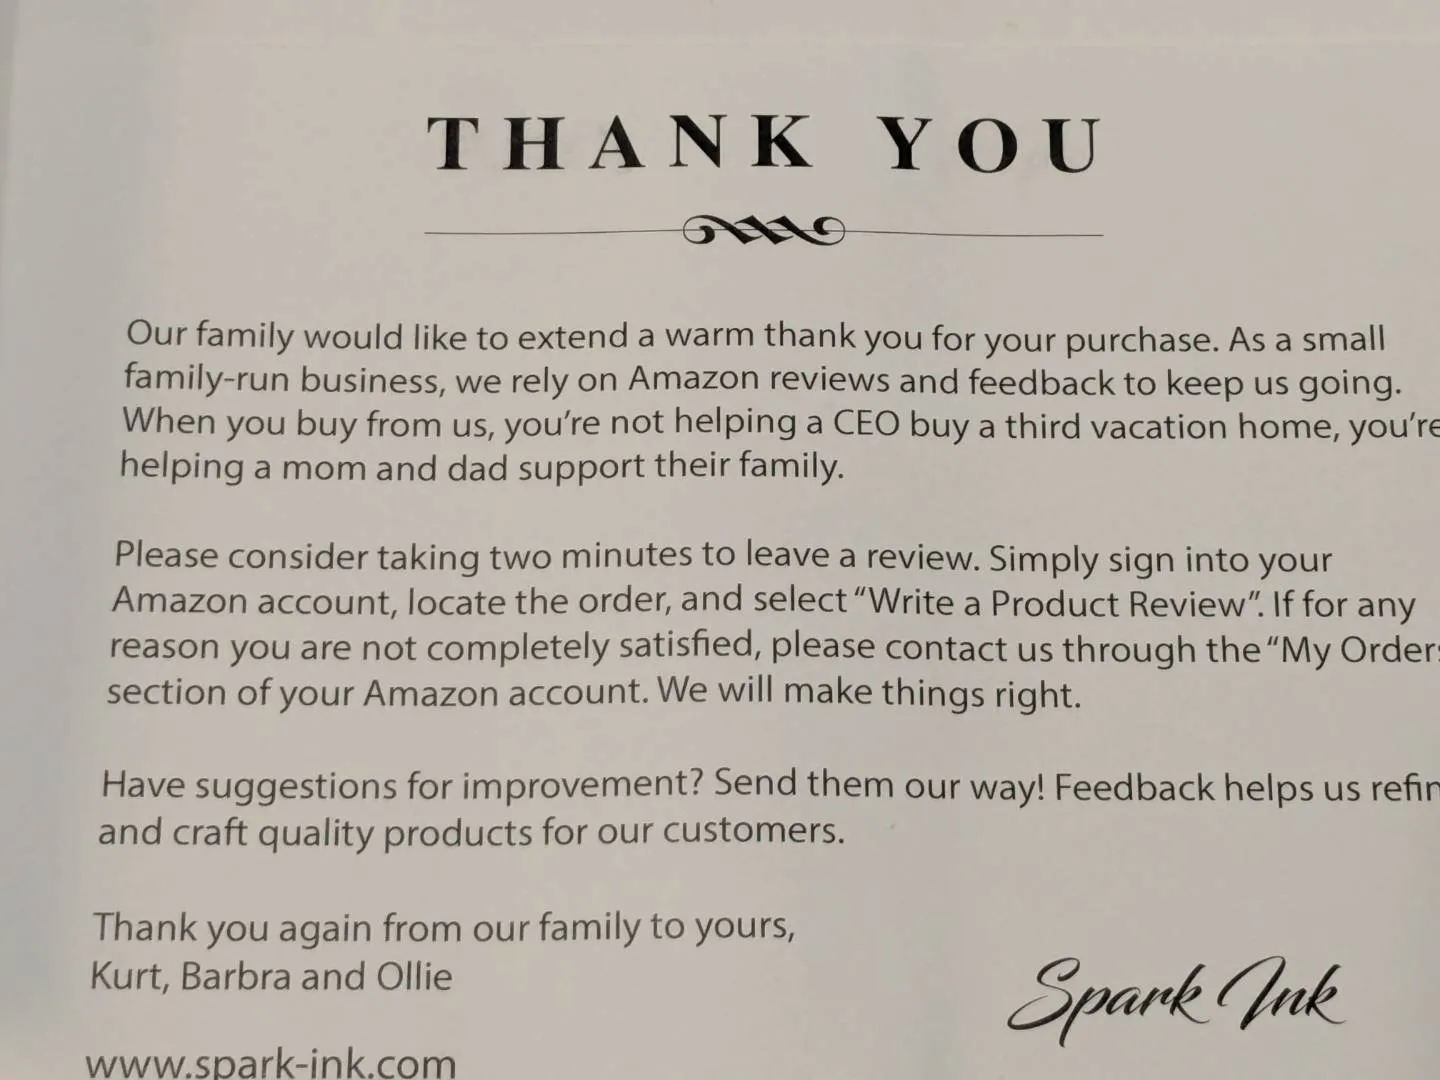 THANK YOU
Our family would like to extend a warm thank you for your purchase. As a small
family-run business, we rely on Amazon reviews and feedback to keep us going.
When you buy from us, you’re not helping a CEO buy a third vacation home, you’re
helping a mom and dad support their family.
Please consider taking two minutes to leave a review. Simply sign into your
Amazon account, locate the order, and select “Write a Product Review”. If for any
reason you are not completely satisfied, please contact us through the “My Orders
section of your Amazon account. We will make things right.
Have suggestions for improvement? Send them our way! Feedback helps us refin
and craft quality products for our customers.
Thank you again from our family to yours,
Kurt, Barbra and Ollie
Spark Ink
www.spark-ink.com